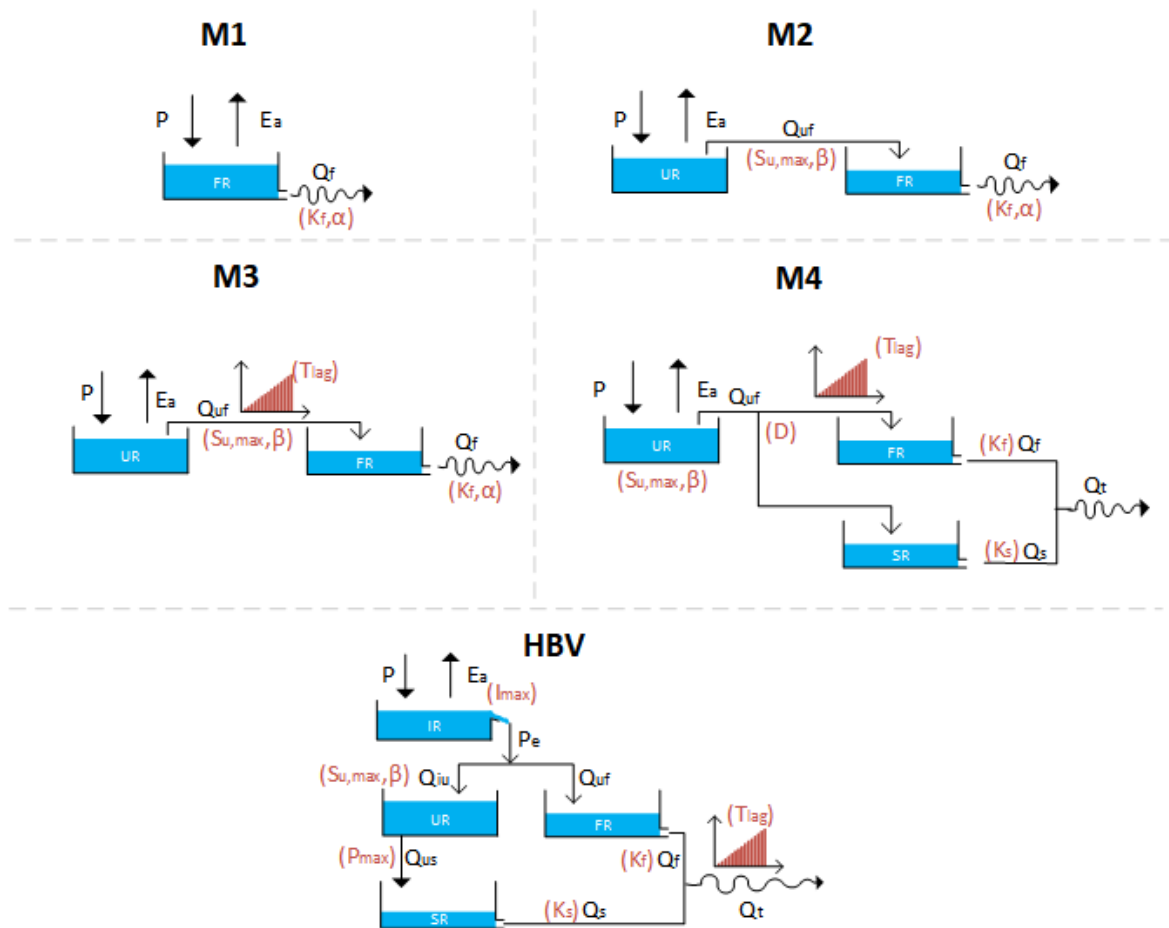 M1
P
Ea
FR
Qf
(Kf,α)
M2
P
Ea
Quf
(Su,max,β)
UR
FR
Qf
(Kf,α)
M3
P
Ea
Quf
(Tlag)
(Su,max,β)
UR
FR
Qf
(Kf,α)
M4
P
Ea
Quf
(Tlag)
(D)
UR
(Su,max,β)
FR
(Kf) Qf
Qt
SR
(Ks) Qs
HBV
P
Ea
(Imax)
IR
Pe
(Su,max,β) Qiu
Quf
UR
FR
(Tlag)
(Pmax) Qus
(Kf) Qf
Qt
SR
(Ks) Qs